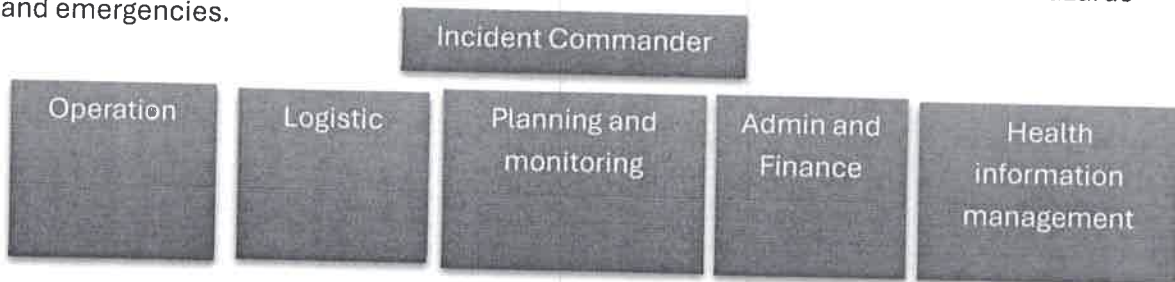 and emergencies.
Incident Commander
Operation
Logistic
Planning and
monitoring
Admin and
Finance
Health
information
management